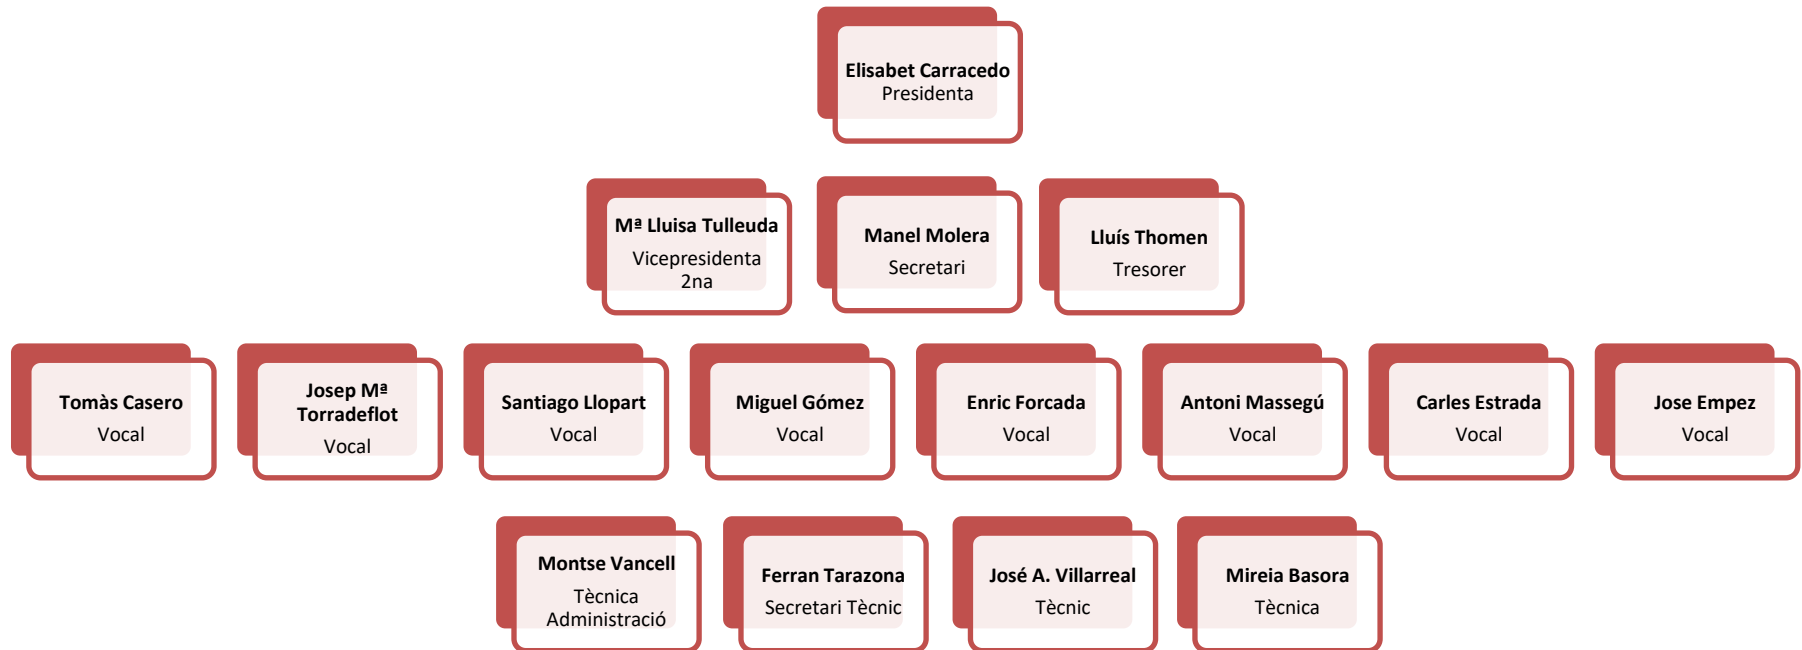 Elisabet Carracedo
Presidenta
Mª Lluisa Tulleuda
Vicepresidenta
2na
Manel Molera
Secretari
Lluís Thomen
Tresorer
Tomàs Casero
Vocal
Josep Mª
Torradeflot
Vocal
Santiago Llopart
Vocal
Miguel Gómez
Vocal
Enric Forcada
Vocal
Antoni Massegú
Vocal
Carles Estrada
Vocal
Jose Empez
Vocal
Montse Vancell
Tècnica
Administració
Ferran Tarazona
Secretari Tècnic
José A. Villarreal
Tècnic
Mireia Basora
Tècnica